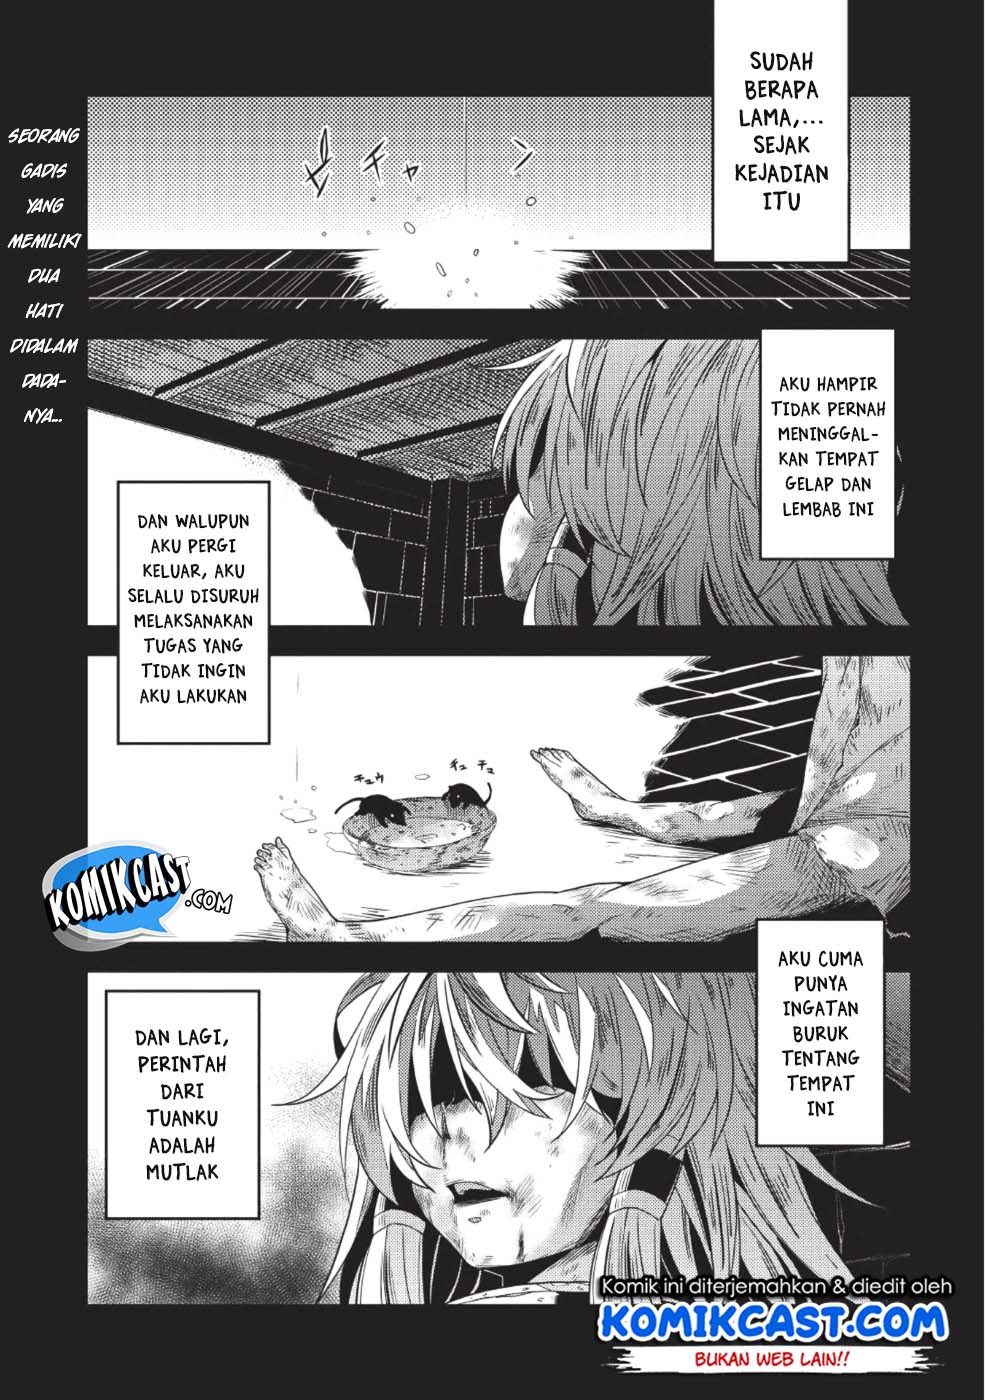 SUDAH
BERAPA
LAMA,...
SEJAK
KEJADIAN
ITU
SEORANG
GADIS
YANG
MEMILIKI
DUA
HATI
DIDALAM
DADA-
NYA...
ピチャン
AKU HAMPIR
TIDAK PERNAH
MENINGGAL-
KAN TEMPAT
GELAP DAN
LEMBAB INI
DAN WALUPUN
AKU PERGI
KELUAR, AKU
SELALU DISURUH
MELAKSANAKAN
TUGAS YANG
TIDAK INGIN
AKU LAKUKAN
チュウ
チュ チュ
KOMIKCAST
.COM
AKU CUMA
PUNYA
INGATAN
BURUK
TENTANG
TEMPAT
INI
DAN LAGI,
PERINTAH
DARI
TUANKU
ADALAH
MUTLAK
Komik ini diterjemahkan & diedit oleh
KOMIKCAST.COM
BUKAN WEB LAIN!!